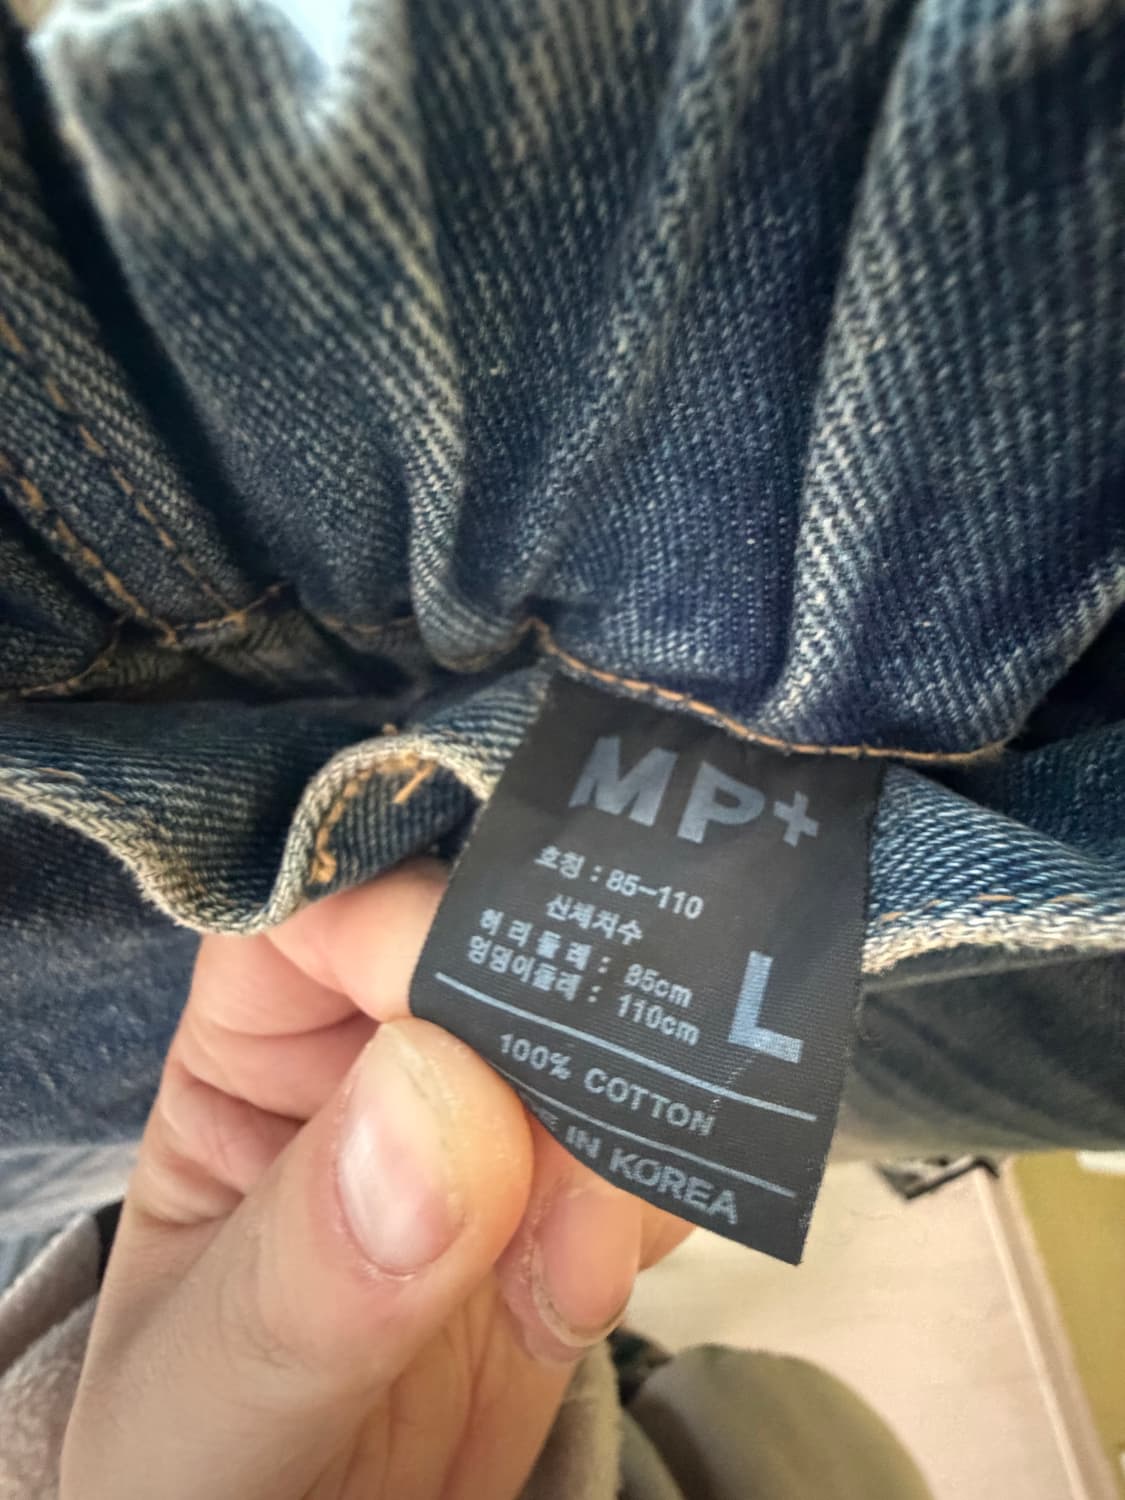 MP+
호칭 : 85~110
신체치수
허리둘레 : 85cm
엉덩이둘레 : 110cm
L
100% COTTON
IN KOREA